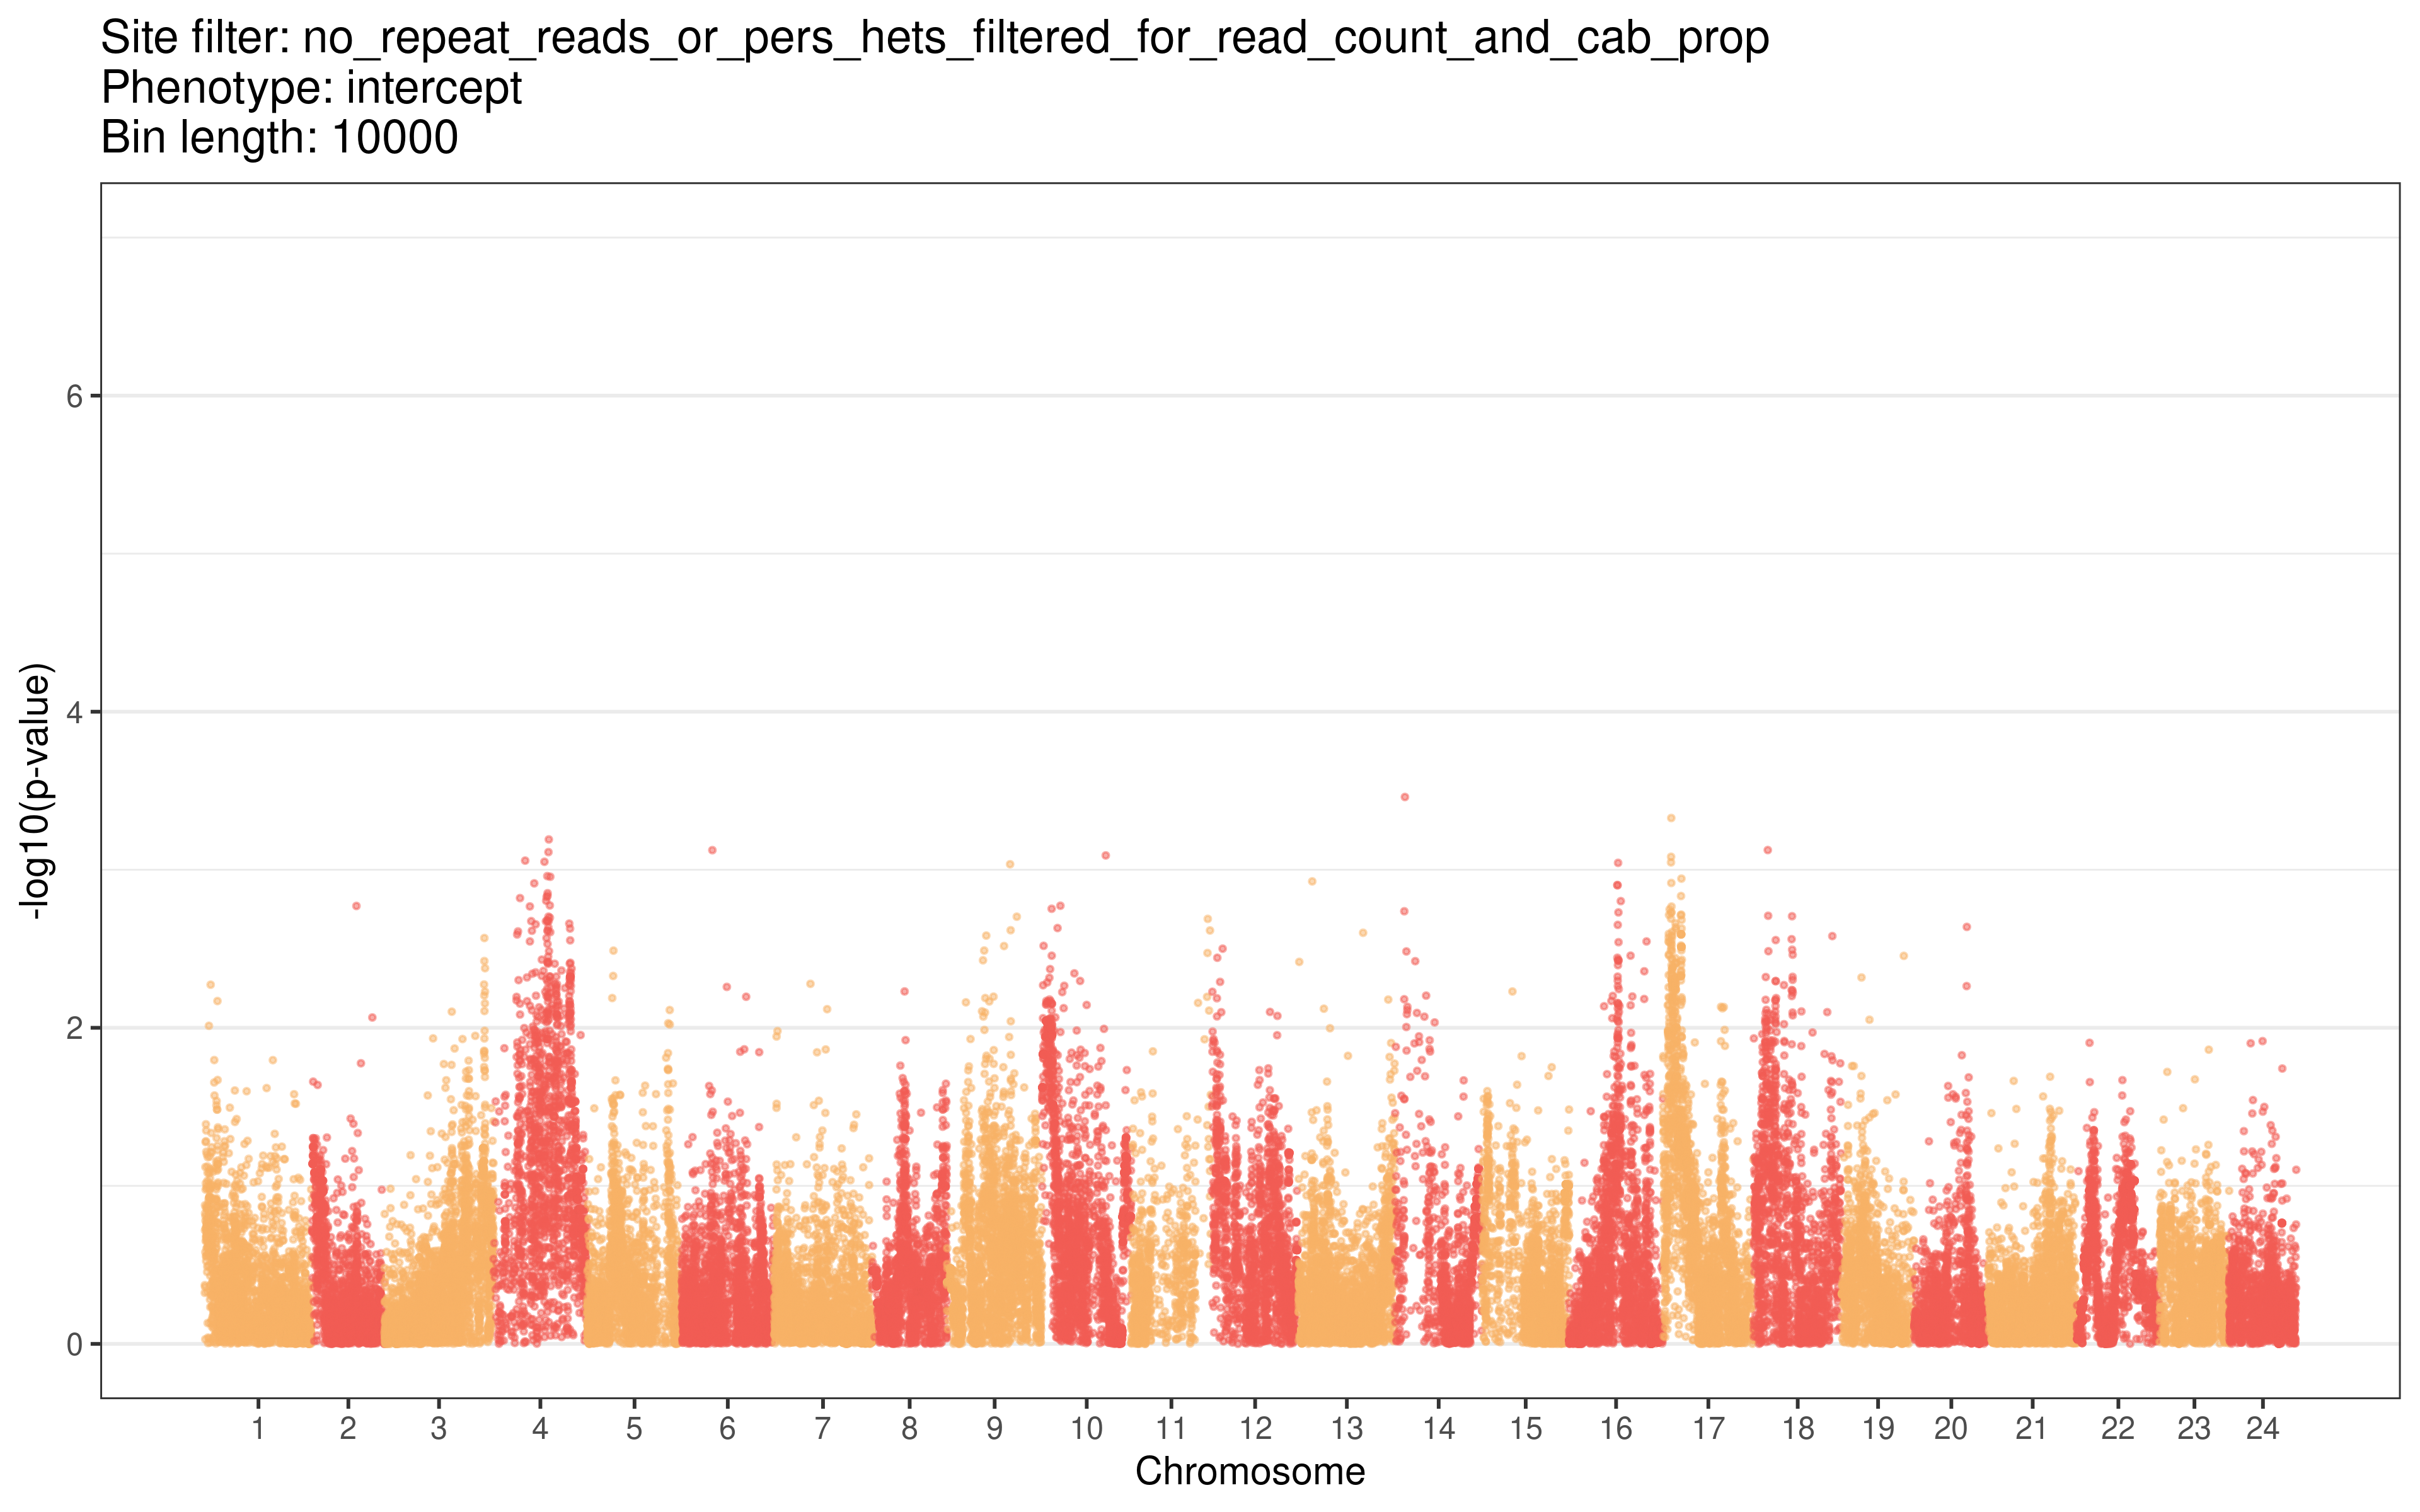 Site filter: no_repeat_reads_or_pers_hets_filtered_for_read_count_and_cab_prop
Phenotype: intercept
Bin length: 10000
-log10(p-value)
6
4
2
0
1 2 3 4 5 6 7 8 9 10 11 12 13 14 15 16 17 18 19 20 21 22 23 24
Chromosome